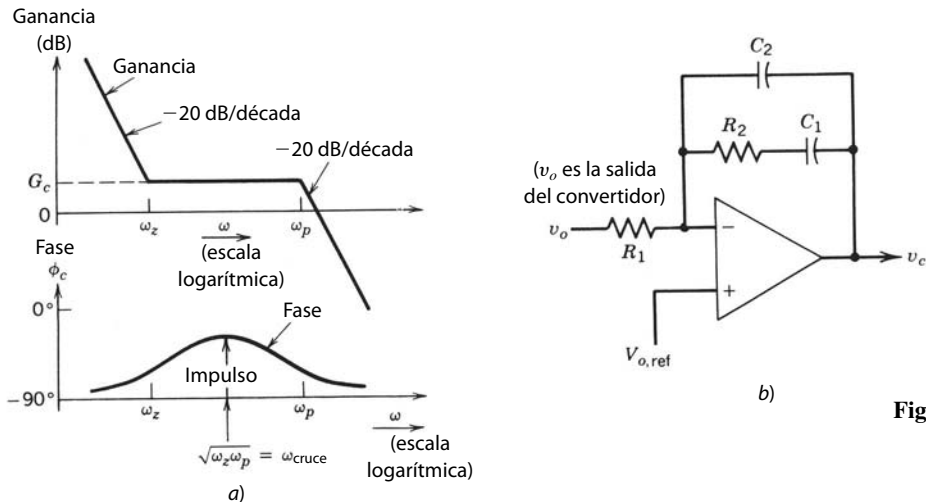 Ganancia
(dB)
Ganancia
−20 dB/década
−20 dB/década
G_c
0
ω_z
ω
ω_p
(escala
logarítmica)
Fase
ϕ_c
0°
Fase
Impulso
−90°
ω_z
ω_p
ω
(escala
logarítmica)
√ω_zω_p = ω_cruce
a)
C_2
R_2
C_1
(v_o es la salida
del convertidor)
v_o
R_1
−
+
v_c
V_o,ref
b)
Fig